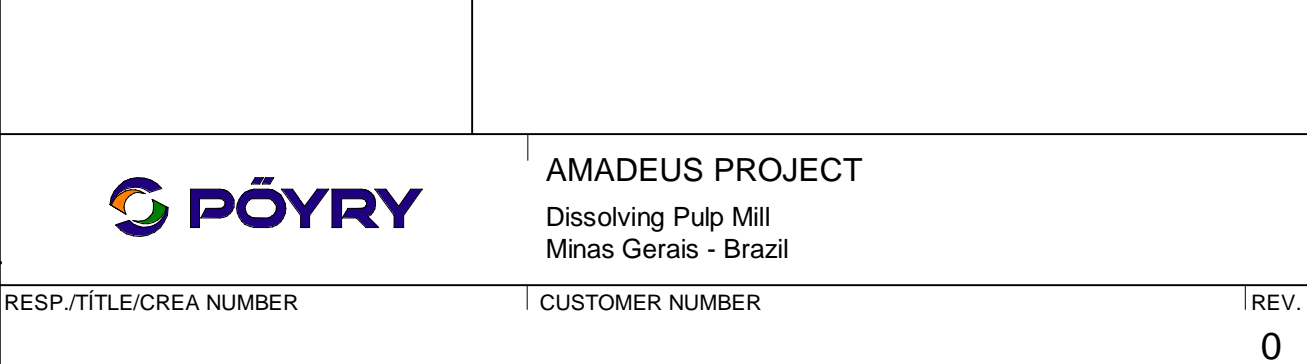 PÖYRY
AMADEUS PROJECT
Dissolving Pulp Mill
Minas Gerais - Brazil
RESP./TÍTLE/CREA NUMBER
CUSTOMER NUMBER
REV.
0